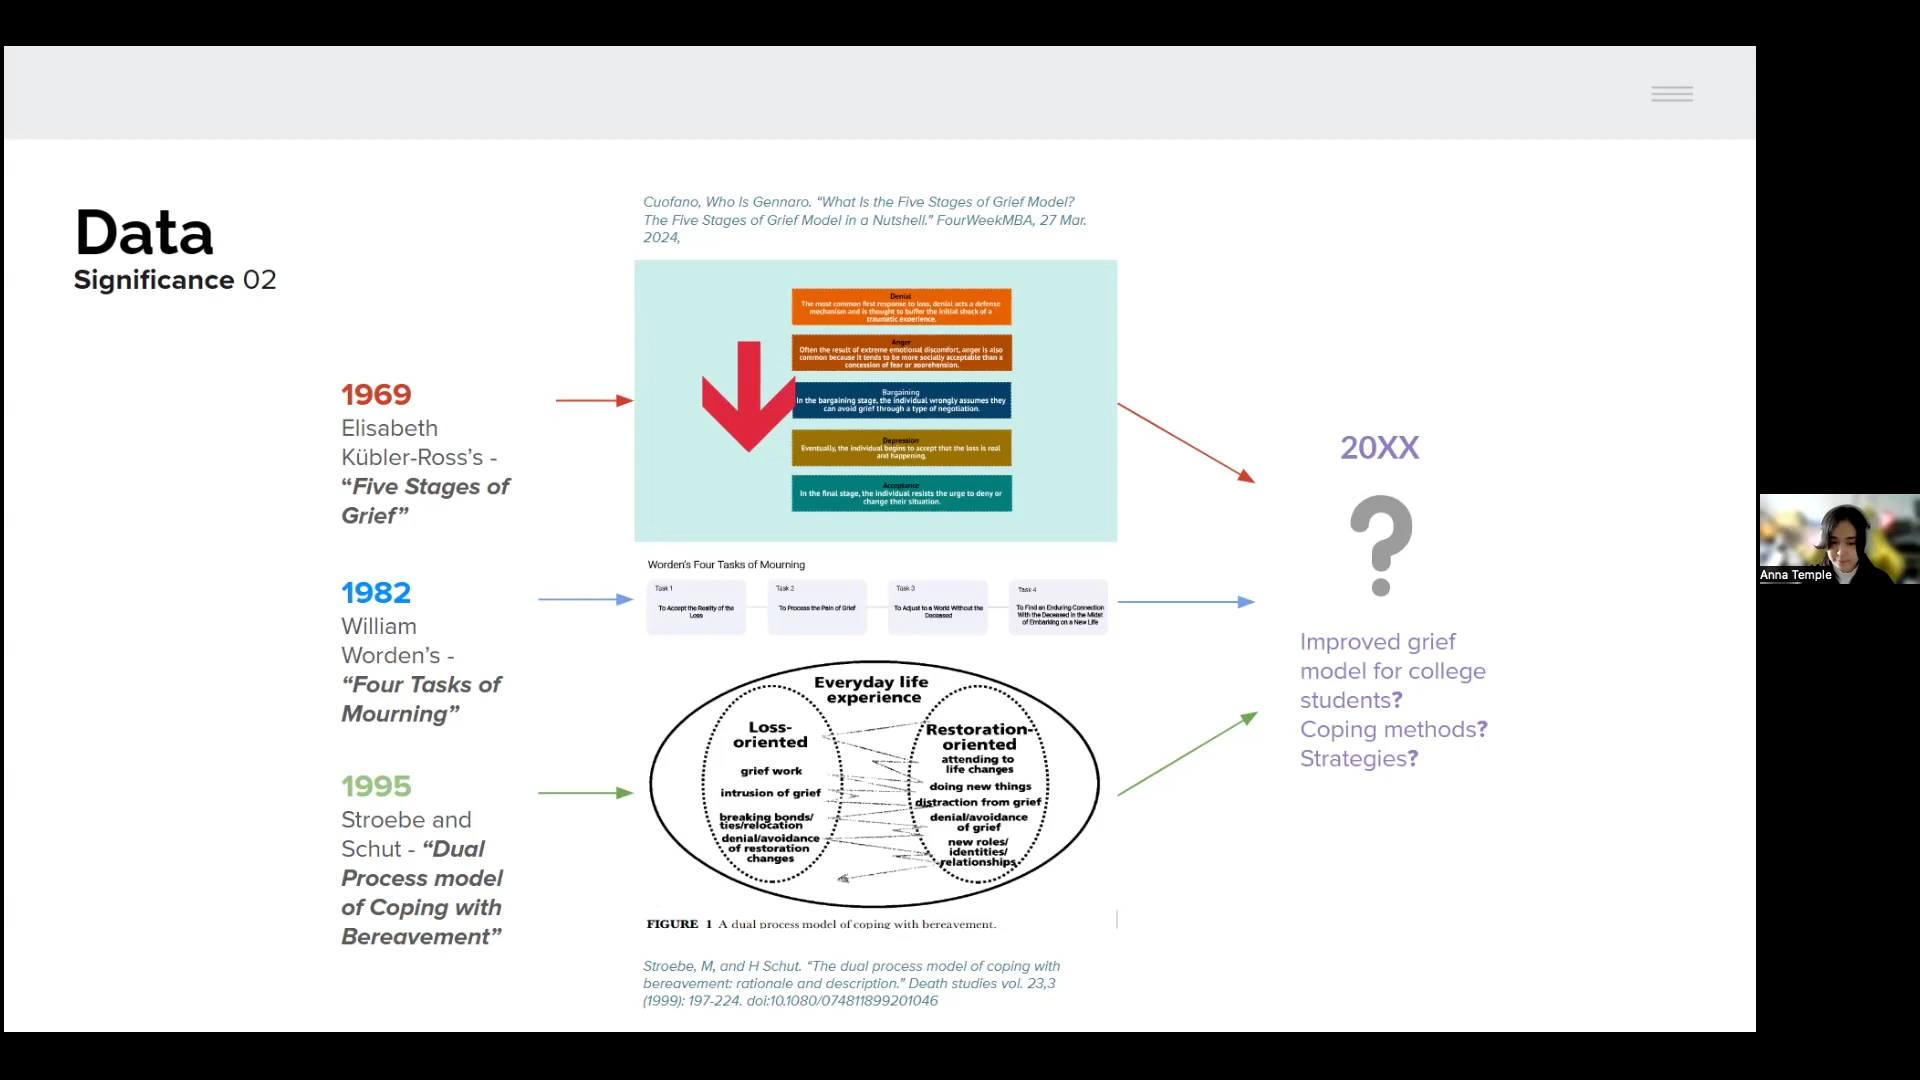 Data
Significance 02
1969
Elisabeth
Kübler-Ross's -
“Five Stages of
Grief”
1982
William
Worden's -
“Four Tasks of
Mourning”
1995
Stroebe and
Schut - “Dual
Process model
of Coping with
Bereavement”
Cuofano, Who Is Gennaro. “What Is the Five Stages of Grief Model?
The Five Stages of Grief Model in a Nutshell.” FourWeekMBA, 27 Mar.
2024,
Denial
The most common first response to loss, denial acts a defense
mechanism and is thought to buffer the initial shock of a
traumatic experience.
Anger
Often the result of extreme emotional discomfort, anger is also
common because it tends to be more socially acceptable than a
concession of fear or apprehension.
Bargaining
In the bargaining stage, the individual wrongly assumes they
can avoid grief through a type of negotiation.
Depression
Eventually, the individual begins to accept that the loss is real
and happening.
Acceptance
In the final stage, the individual resists the urge to deny or
change their situation.
Worden's Four Tasks of Mourning
Task 1
To Accept the Reality of the
Loss
Task 2
To Process the Pain of Grief
Task 3
To Adjust to a World Without the
Deceased
Task 4
To Find an Enduring Connection
With the Deceased in the Midst
of Embarking on a New Life
Everyday life
experience
Loss-
oriented
grief work
intrusion of grief
breaking bonds/
ties/relocation
denial/avoidance
of restoration
changes
Restoration-
oriented
attending to
life changes
doing new things
distraction from grief
denial/avoidance
of grief
new roles/
identities/
relationships
FIGURE 1 A dual process model of coping with bereavement.
Stroebe, M, and H Schut. “The dual process model of coping with
bereavement: rationale and description.” Death studies vol. 23,3
(1999): 197-224. doi:10.1080/074811899201046
20XX
?
Improved grief
model for college
students?
Coping methods?
Strategies?
Anna Temple